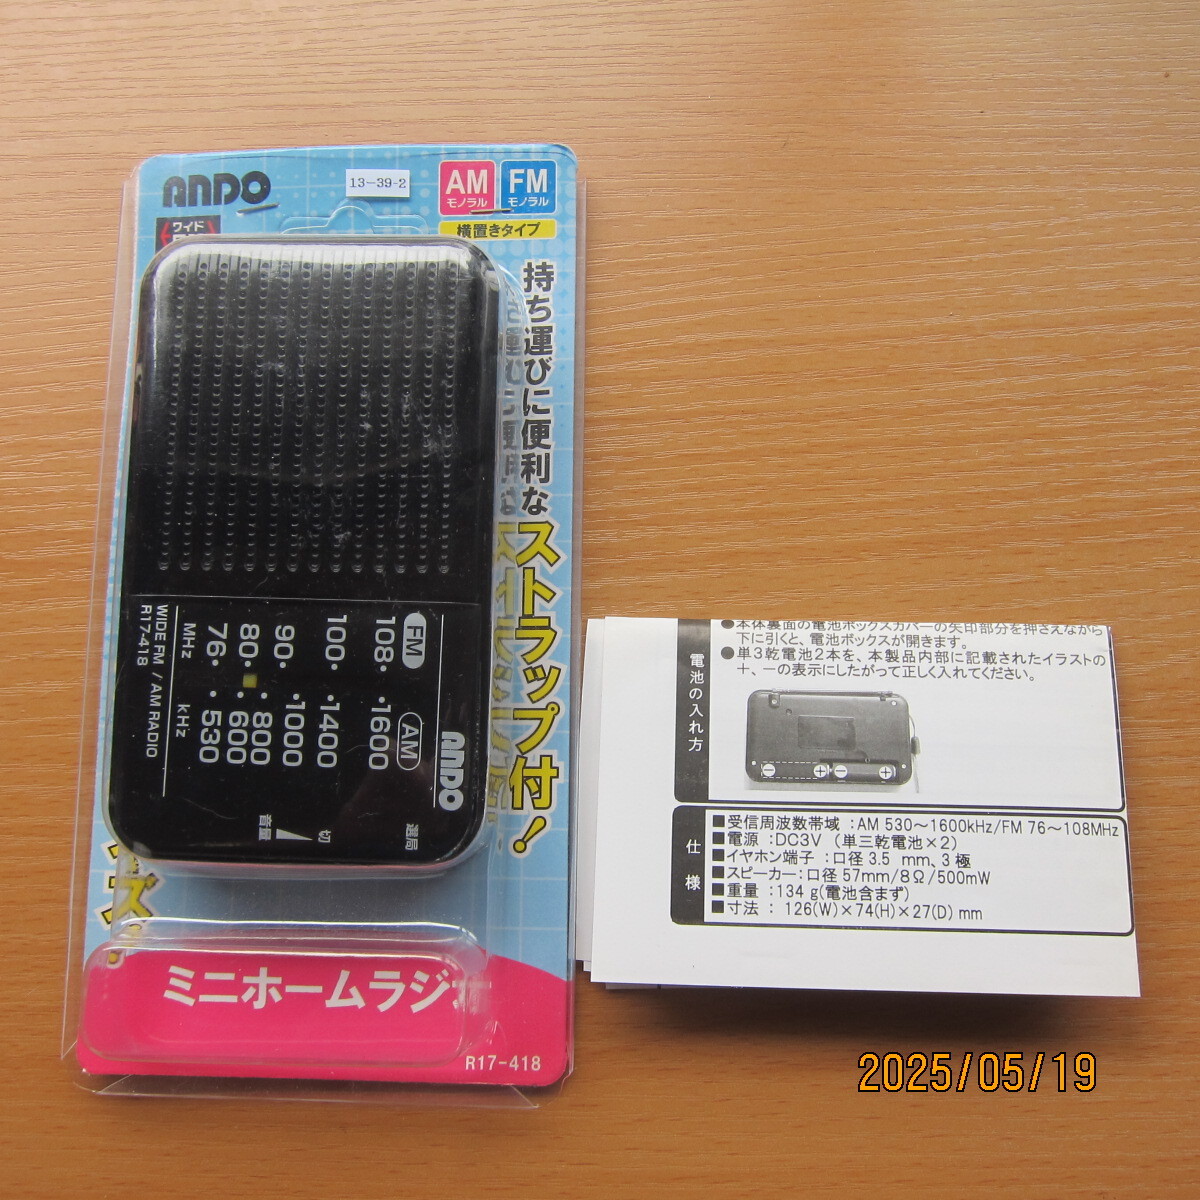 ANDO
13-39-2
AM
モノラル
FM
モノラル
ワイド
横置きタイプ
持ち運びに便利な
ストラップ付!
FM
AM
108・
・1600
100・
・1400
90・
・1000
80・
・800
76・
・600
・530
MHz
kHz
WIDE FM / AM RADIO
R17-418
ANDO
選局
切
音量
ズ
ミニホームラジ
R17-418
電池の入れ方
●本体裏面の電池ボックスカバーの矢印部分を押さえながら
下に引くと、電池ボックスが開きます。
●単3乾電池2本を、本製品内部に記載されたイラストの
+、-の表示にしたがって正しく入れてください。
仕様
■受信周波数帯域 :AM 530~1600kHz/FM 76~108MHz
■電源 :DC3V (単三乾電池×2)
■イヤホン端子 :口径3.5 mm、3極
■スピーカー:口径57mm/8Ω/500mW
■重量 :134 g(電池含まず)
■寸法 : 126(W)×74(H)×27(D) mm
2025/05/19